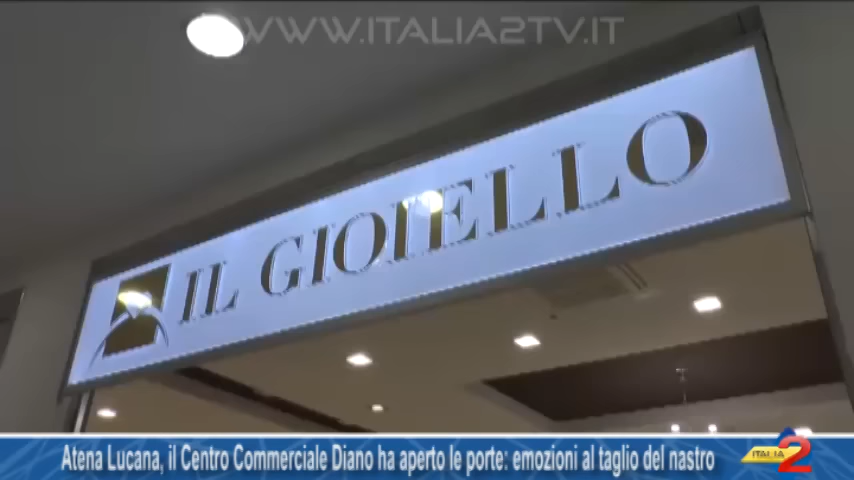 WWW.ITALIA2TV.IT
IL GIOIELLO
Atena Lucana, il Centro Commerciale Diano ha aperto le porte: emozioni al taglio del nastro
ITALIA 2